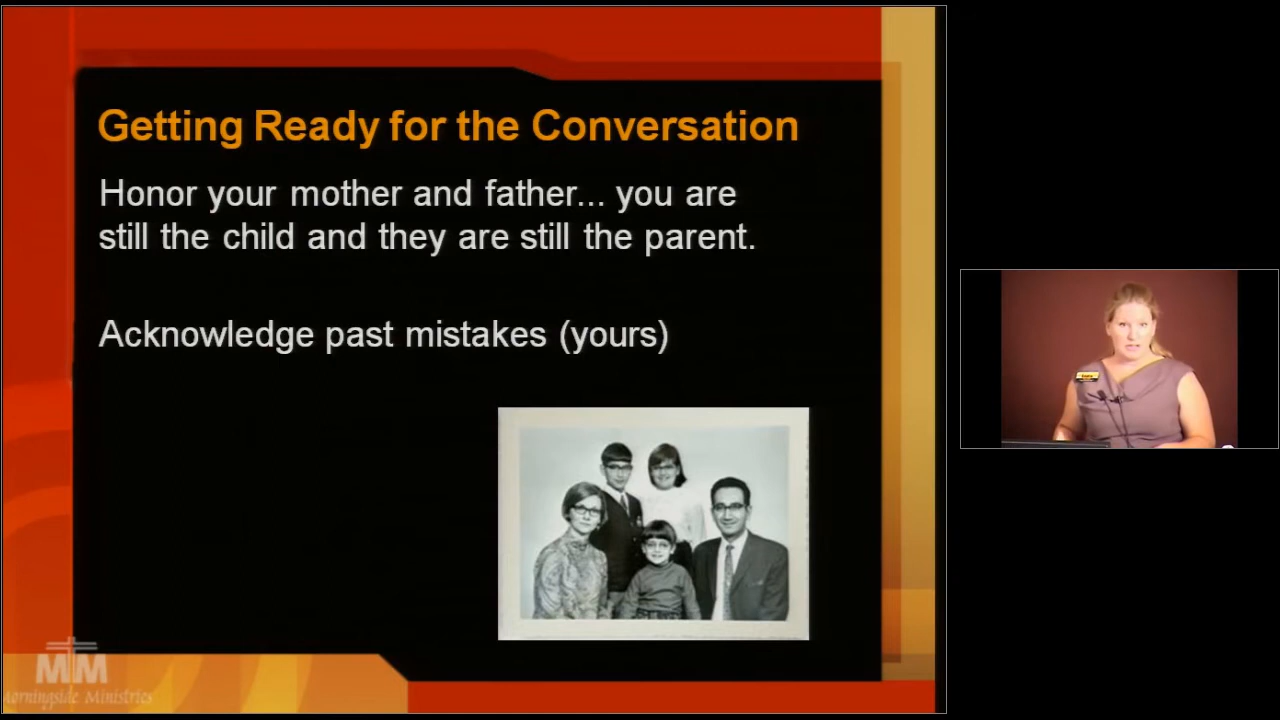 Getting Ready for the Conversation
Honor your mother and father... you are
still the child and they are still the parent.
Acknowledge past mistakes (yours)
MM
Morningside Ministries